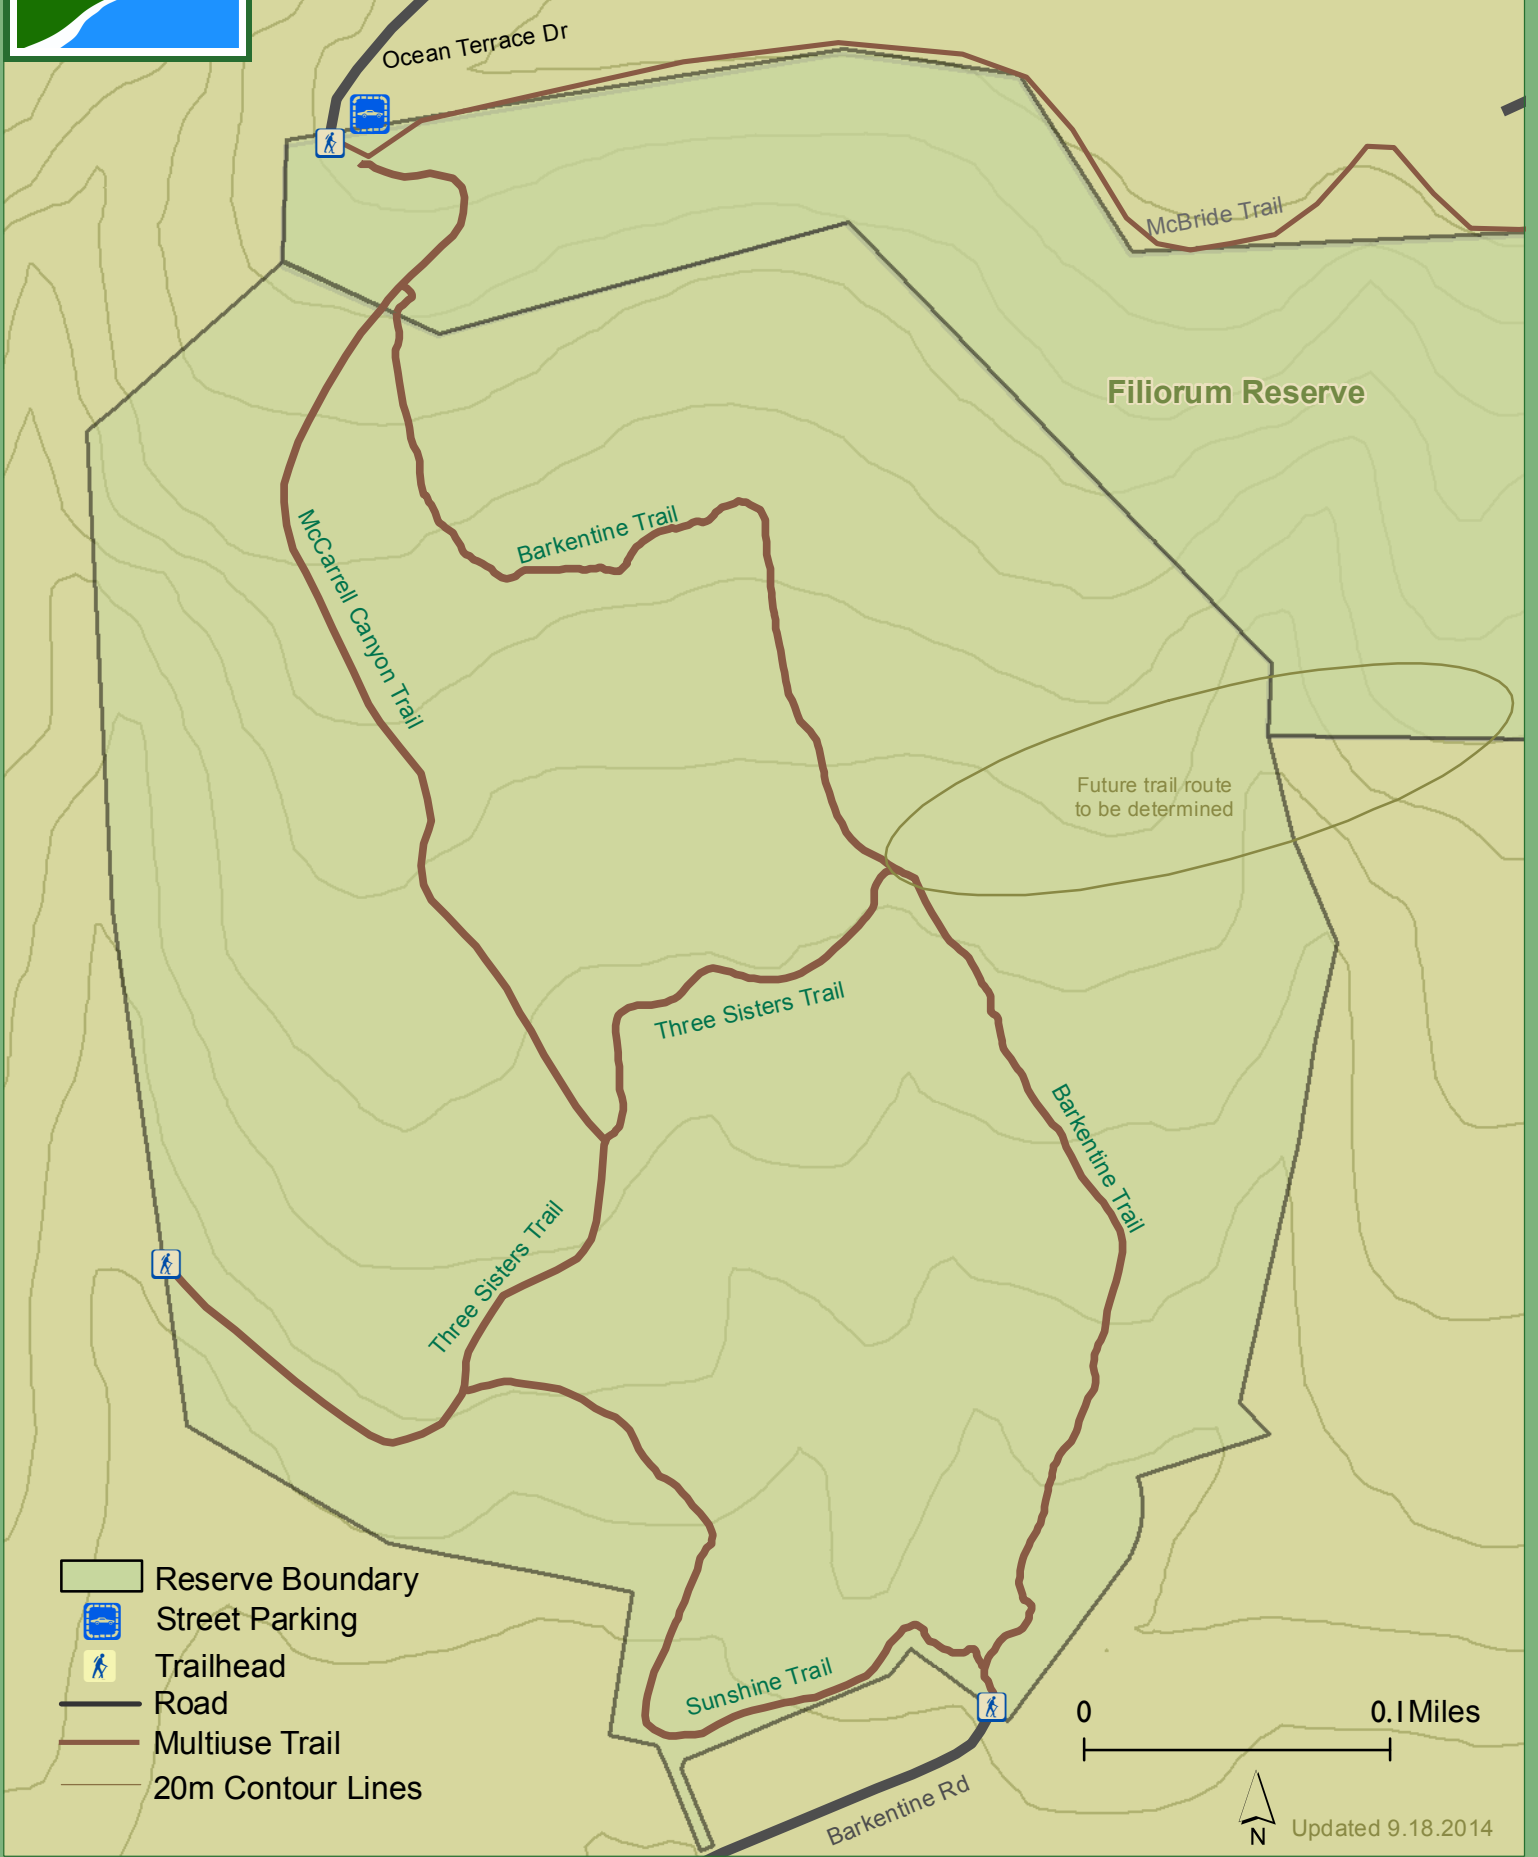 Ocean Terrace Dr
McBride Trail
Filiorum Reserve
Barkentine Trail
McCarrell Canyon Trail
Future trail route
to be determined
Three Sisters Trail
Barkentine Trail
Three Sisters Trail
Sunshine Trail
Barkentine Rd
Reserve Boundary
Street Parking
Trailhead
Road
Multiuse Trail
20m Contour Lines
0 0.1 Miles
N
Updated 9.18.2014